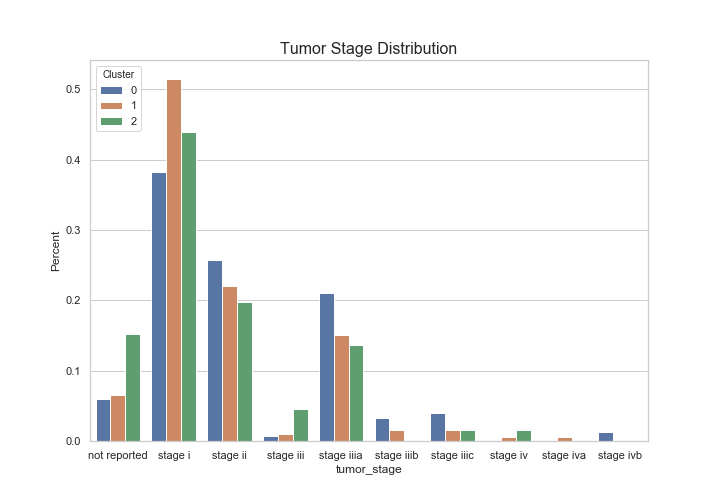 Tumor Stage Distribution
Cluster
0
1
2
0.5
0.4
0.3
0.2
0.1
0.0
Percent
not reported stage i stage ii stage iii stage iiia stage iiib stage iiic stage iv stage iva stage ivb
tumor_stage